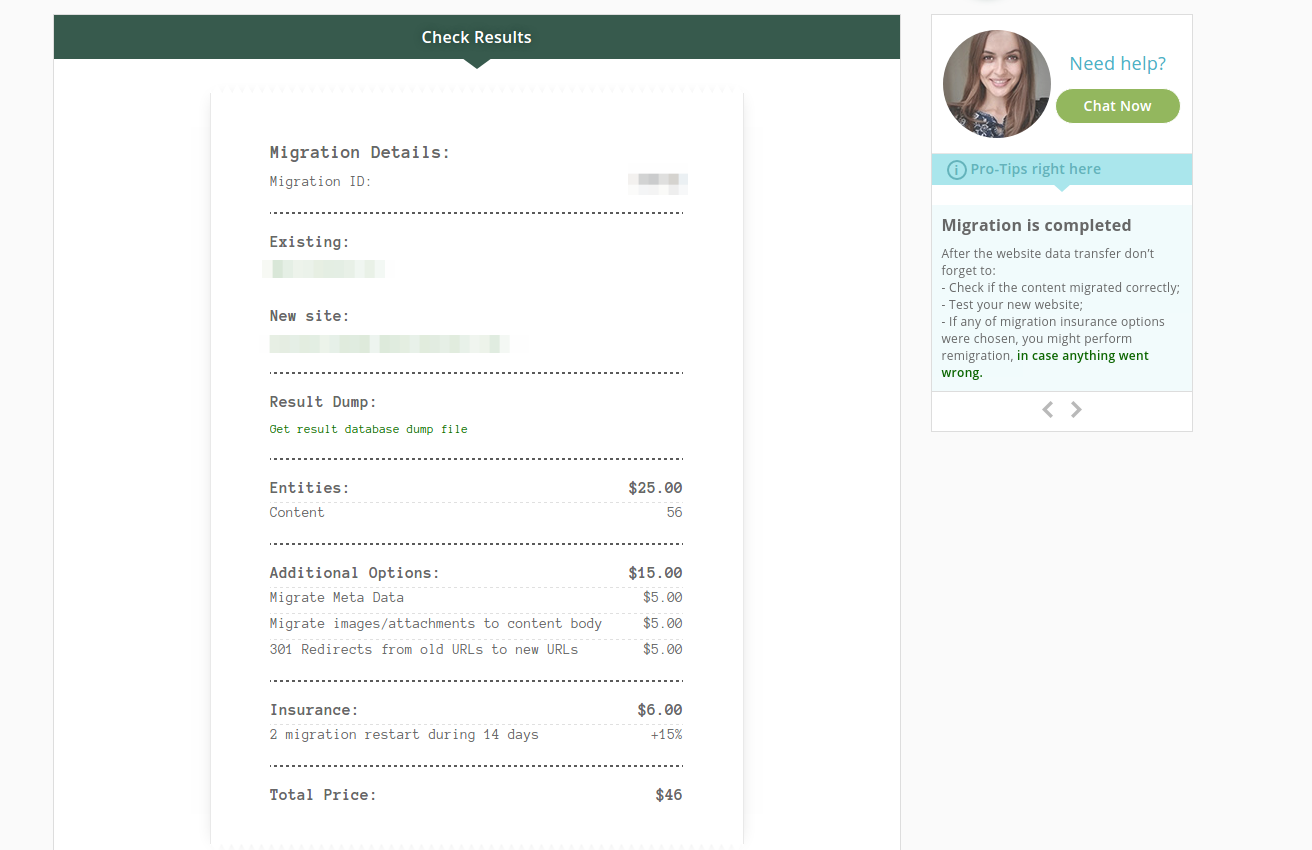 Check Results
Migration Details:
Migration ID:
Existing:
New site:
Result Dump:
Get result database dump file
Entities: $25.00
Content 56
Additional Options: $15.00
Migrate Meta Data $5.00
Migrate images/attachments to content body $5.00
301 Redirects from old URLs to new URLs $5.00
Insurance: $6.00
2 migration restart during 14 days +15%
Total Price: $46
Need help?
Chat Now
Pro-Tips right here
Migration is completed
After the website data transfer don't
forget to:
- Check if the content migrated correctly;
- Test your new website;
- If any of migration insurance options
were chosen, you might perform
remigration, in case anything went
wrong.